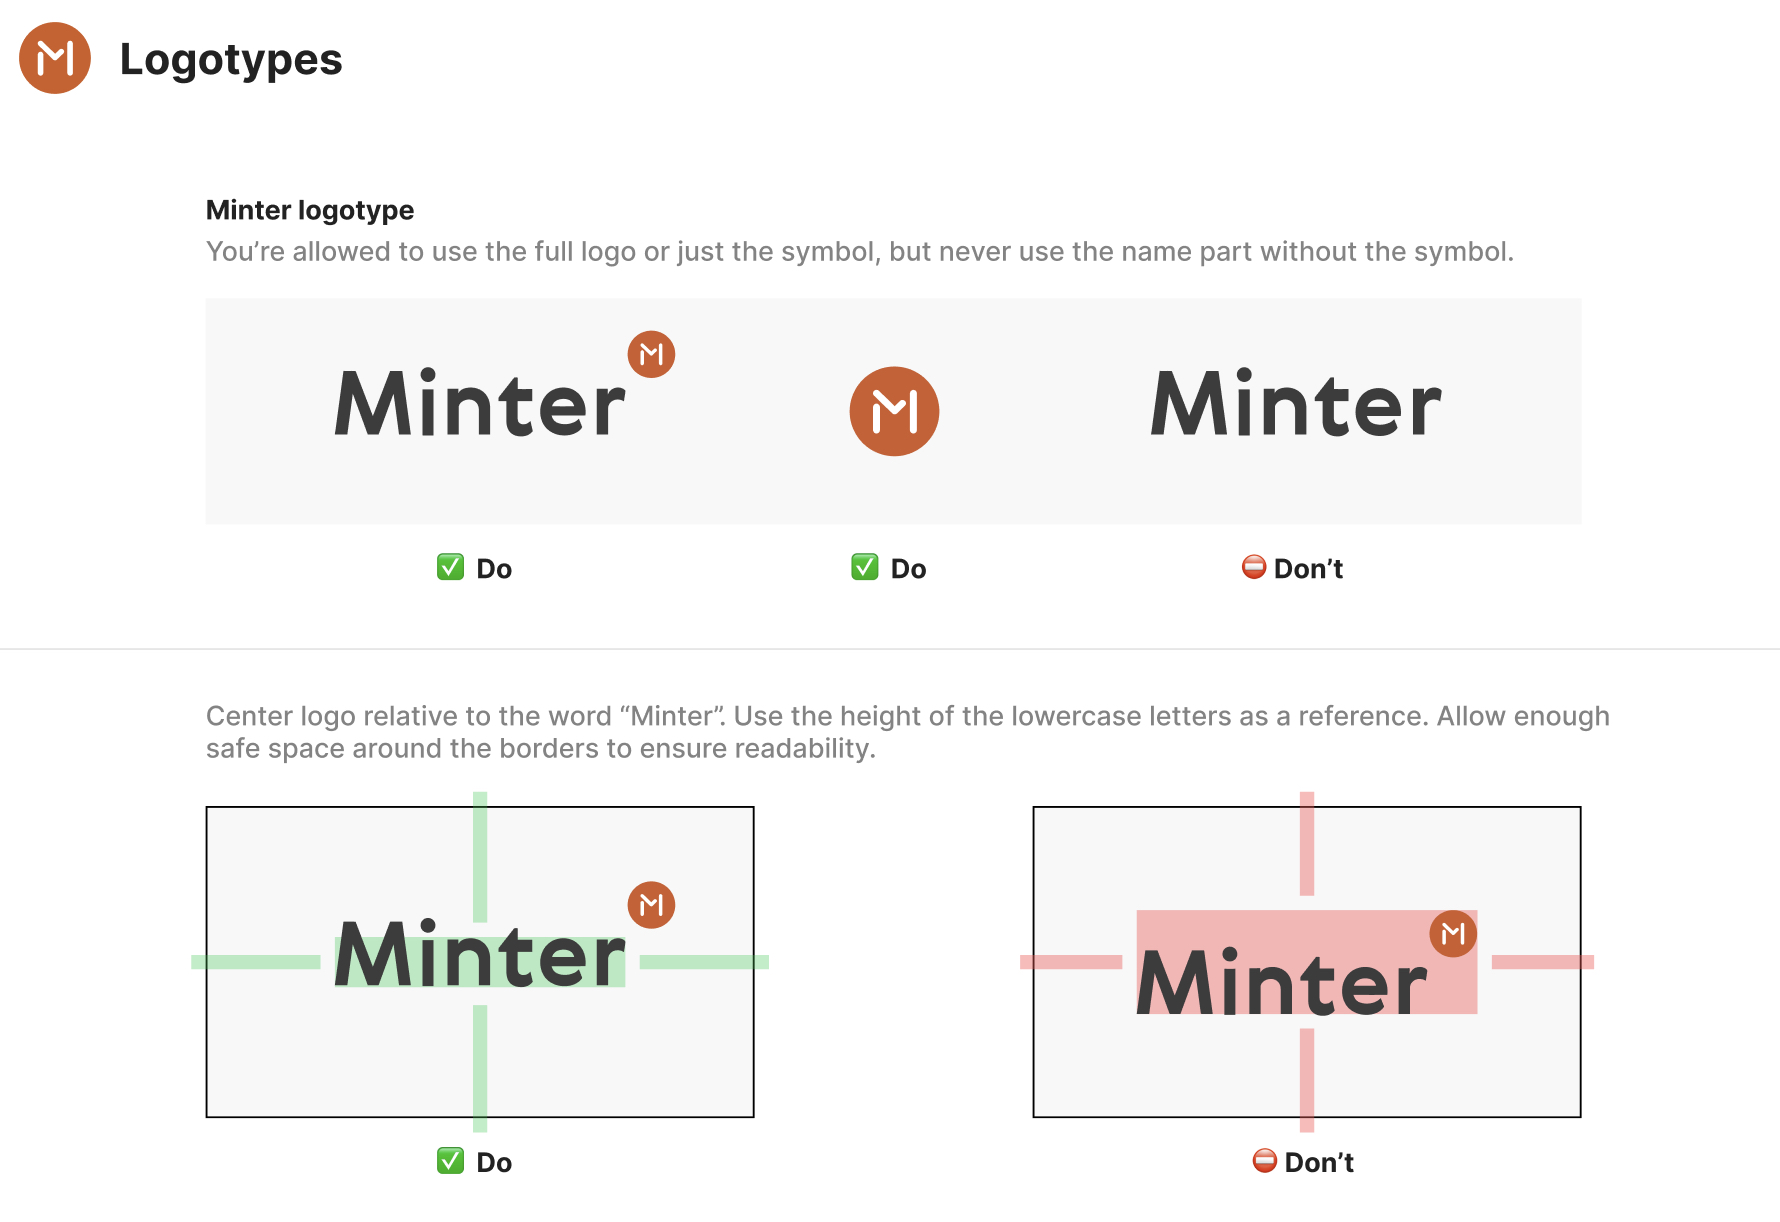 Logotypes
Minter logotype
You’re allowed to use the full logo or just the symbol, but never use the name part without the symbol.
Minter M
M
Minter
Do
Do
Don’t
Center logo relative to the word “Minter”. Use the height of the lowercase letters as a reference. Allow enough
safe space around the borders to ensure readability.
Minter M
Minter M
Do
Don’t